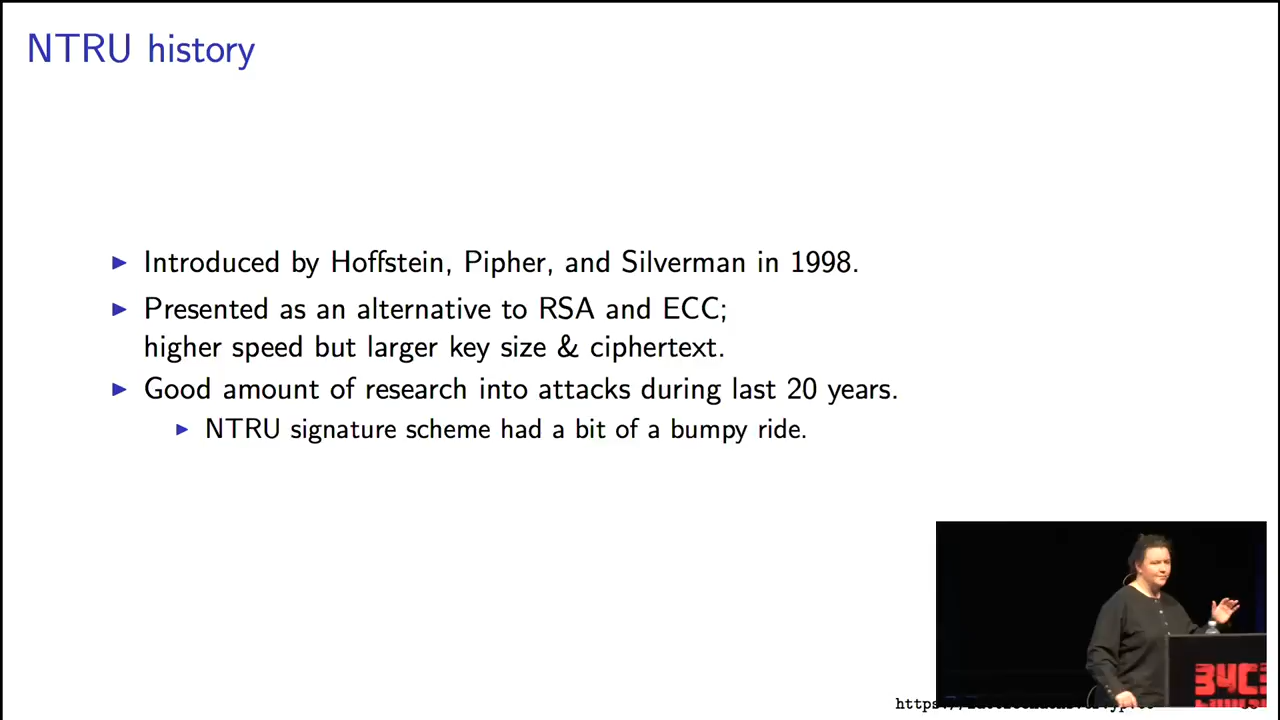 NTRU history
Introduced by Hoffstein, Pipher, and Silverman in 1998.
Presented as an alternative to RSA and ECC;
higher speed but larger key size & ciphertext.
Good amount of research into attacks during last 20 years.
NTRU signature scheme had a bit of a bumpy ride.
34C3